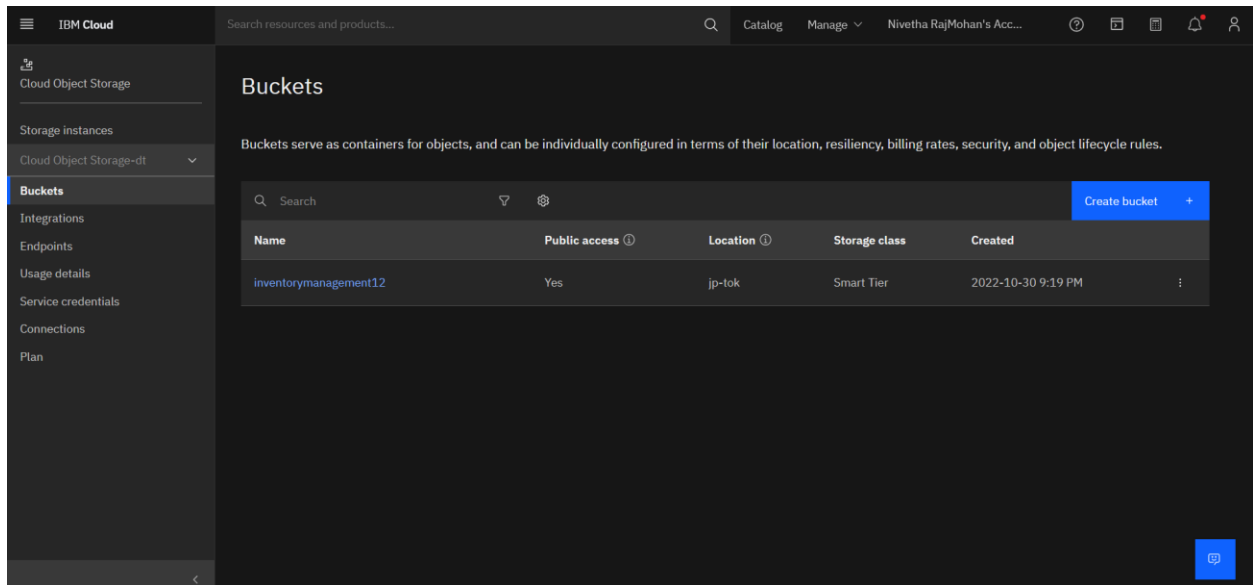 IBM Cloud
Search resources and products...
Catalog
Manage
Nivetha RajMohan's Acc...
Cloud Object Storage
Storage instances
Cloud Object Storage-dt
Buckets
Integrations
Endpoints
Usage details
Service credentials
Connections
Plan
Buckets
Buckets serve as containers for objects, and can be individually configured in terms of their location, resiliency, billing rates, security, and object lifecycle rules.
Search
Create bucket +
Name Public access Location Storage class Created
inventorymanagement12 Yes jp-tok Smart Tier 2022-10-30 9:19 PM